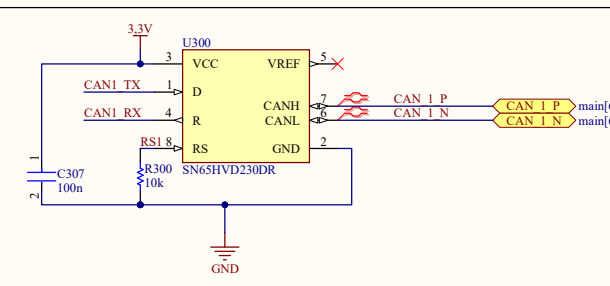 3.3V
U300
3 VCC VREF 5
CAN1_TX 1 D
CANH 7 CAN_1_P CAN_1_P main[
CAN1_RX 4 R CANL 6 CAN_1_N CAN_1_N main[
RS1 8 RS GND 2
1
C307
100n
2
R300
10k
SN65HVD230DR
GND